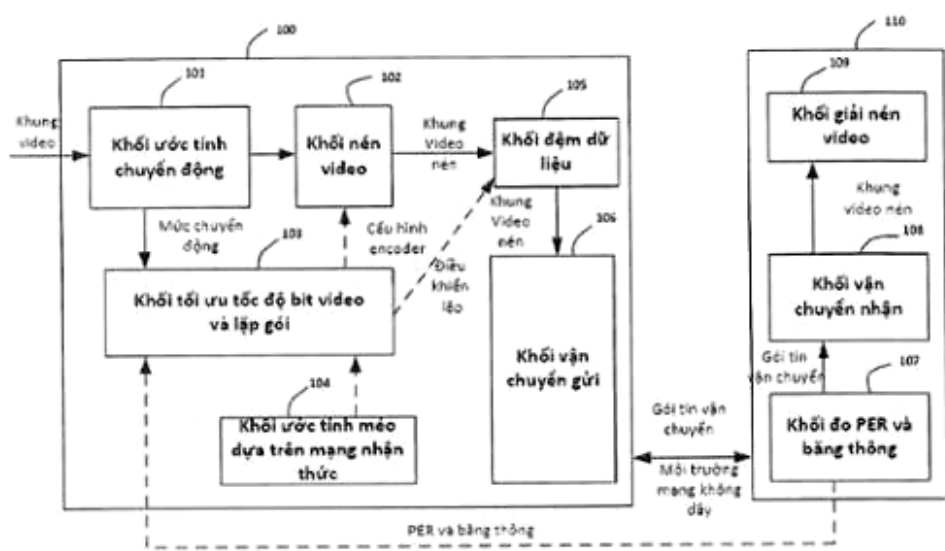 100
110
101
102
105
109
Khung
video
Khối ước tính
chuyển động
Khối nén
video
Khung
Video
nén
Khối đệm dữ
liệu
Khối giải nén
video
Mức chuyển
động
103
Cấu hình
encoder
Khung
Video
nén
106
Khung
video nén
108
Khối tối ưu tốc độ bit video
và lặp gói
Điều
khiển
Khối vận
chuyển gửi
Khối vận
chuyển nhận
104
Khối ước tính méo
dựa trên mạng nhận
thức
Gói tin
vận chuyển
107
Khối đo PER và
băng thông
Gói tin vận
chuyển
Môi trường
mạng không
dây
PER và băng thông